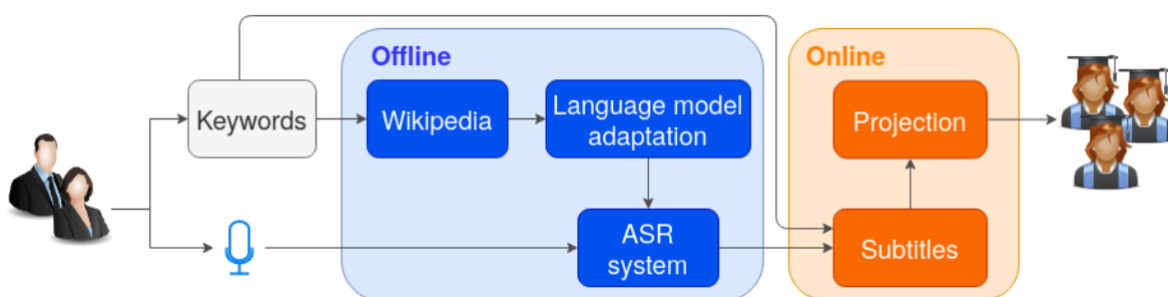 Offline
Online
Keywords
Wikipedia
Language model
adaptation
Projection
ASR
system
Subtitles